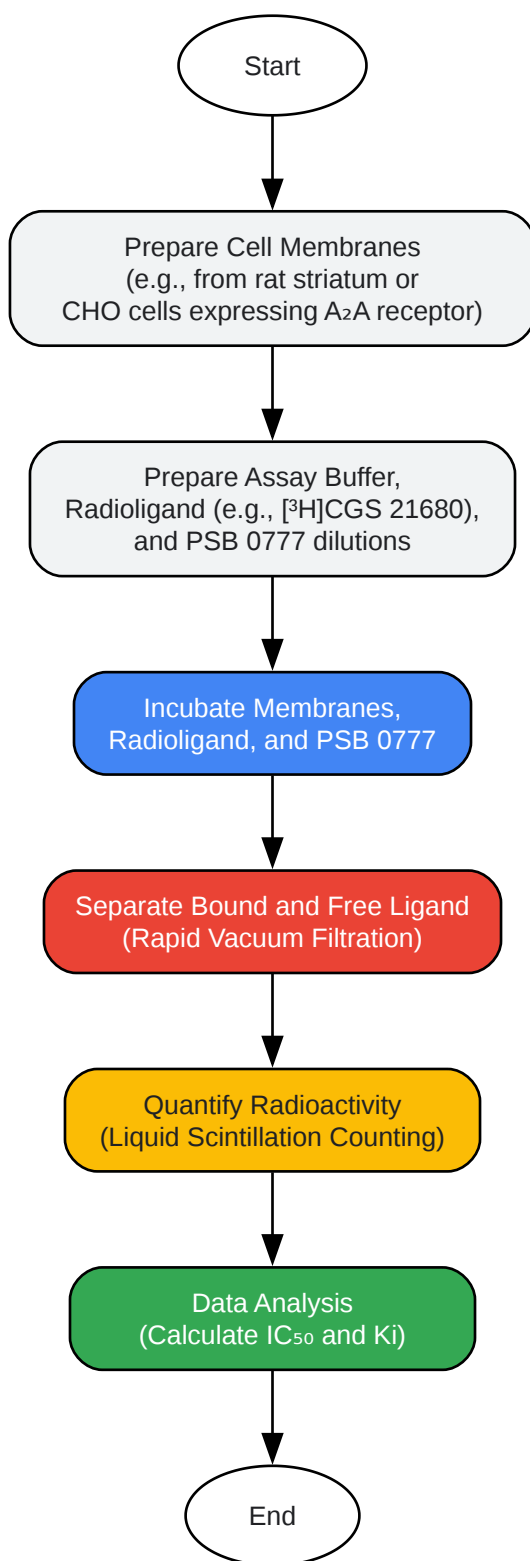 Start
Prepare Cell Membranes
(e.g., from rat striatum or
CHO cells expressing A₂A receptor)
Prepare Assay Buffer,
Radioligand (e.g., [³H]CGS 21680),
and PSB 0777 dilutions
Incubate Membranes,
Radioligand, and PSB 0777
Separate Bound and Free Ligand
(Rapid Vacuum Filtration)
Quantify Radioactivity
(Liquid Scintillation Counting)
Data Analysis
(Calculate IC₅₀ and Ki)
End